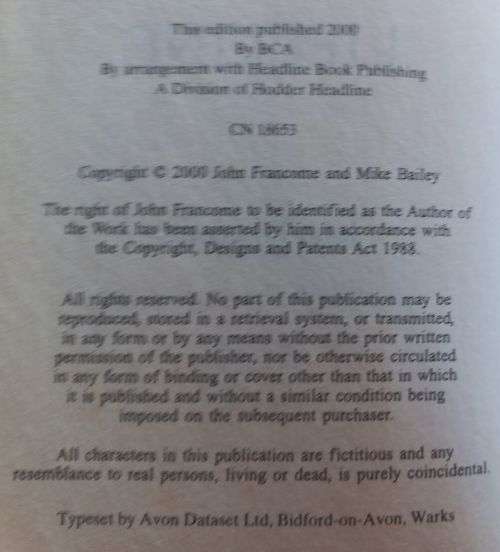 This edition published 2000
By BCA
By arrangement with Headline Book Publishing
A Division of Hodder Headline
CN 18653
Copyright © 2000 John Francome and Mike Bailey
The right of John Francome to be identified as the Author of
the Work has been asserted by him in accordance with
the Copyright, Designs and Patents Act 1988.
All rights reserved. No part of this publication may be
reproduced, stored in a retrieval system, or transmitted,
in any form or by any means without the prior written
permission of the publisher, nor be otherwise circulated
in any form of binding or cover other than that in which
it is published and without a similar condition being
imposed on the subsequent purchaser.
All characters in this publication are fictitious and any
resemblance to real persons, living or dead, is purely coincidental.
Typeset by Avon Dataset Ltd, Bidford-on-Avon, Warks